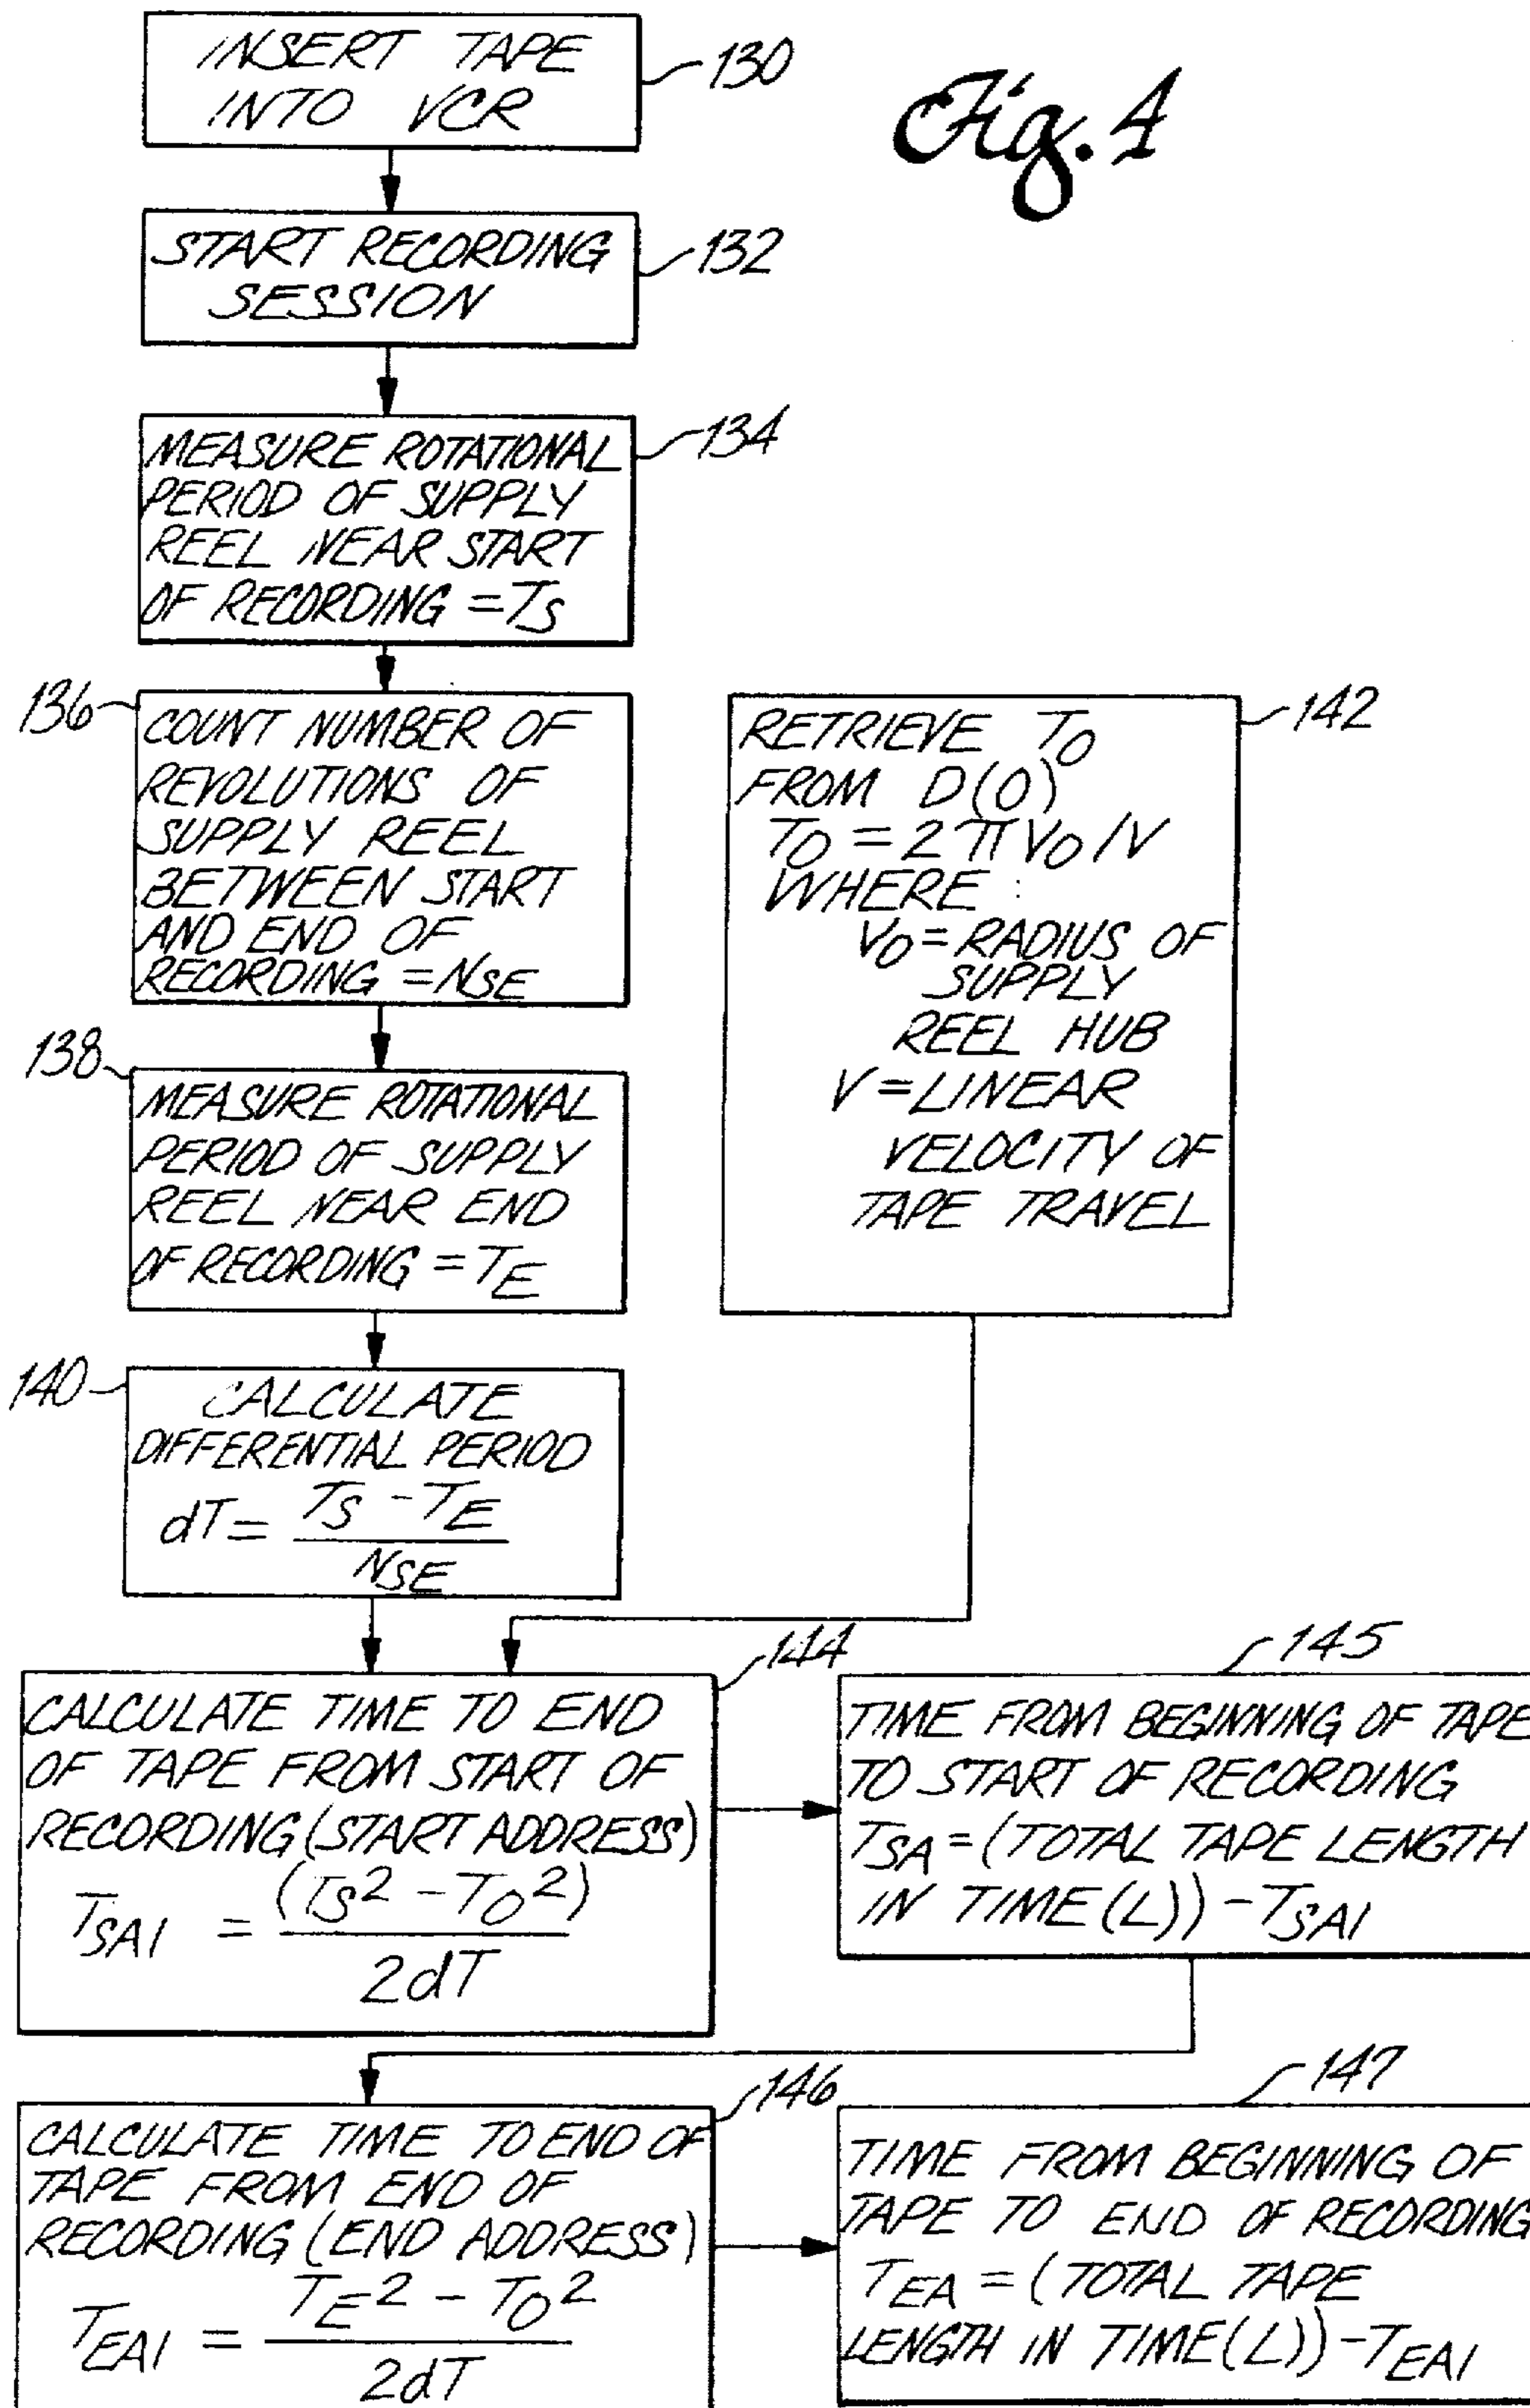 Fig. 4
INSERT TAPE
INTO VCR
130
START RECORDING
SESSION
132
MEASURE ROTATIONAL
PERIOD OF SUPPLY
REEL NEAR START
OF RECORDING = TS
134
136
COUNT NUMBER OF
REVOLUTIONS OF
SUPPLY REEL
BETWEEN START
AND END OF
RECORDING = NSE
138
MEASURE ROTATIONAL
PERIOD OF SUPPLY
REEL NEAR END
OF RECORDING = TE
140
CALCULATE
DIFFERENTIAL PERIOD
dT = TS - TE
NSE
142
RETRIEVE TO
FROM D(0)
TO = 2 π VO / V
WHERE :
VO = RADIUS OF
SUPPLY
REEL HUB
V = LINEAR
VELOCITY OF
TAPE TRAVEL
144
CALCULATE TIME TO END
OF TAPE FROM START OF
RECORDING (START ADDRESS)
TSA1 = (TS² - TO²)
2dT
145
TIME FROM BEGINNING OF TAPE
TO START OF RECORDING
TSA = (TOTAL TAPE LENGTH
IN TIME (L)) - TSA1
146
CALCULATE TIME TO END OF
TAPE FROM END OF
RECORDING (END ADDRESS)
TEA1 = TE² - TO²
2dT
147
TIME FROM BEGINNING OF
TAPE TO END OF RECORDING
TEA = (TOTAL TAPE
LENGTH IN TIME (L)) - TEA1